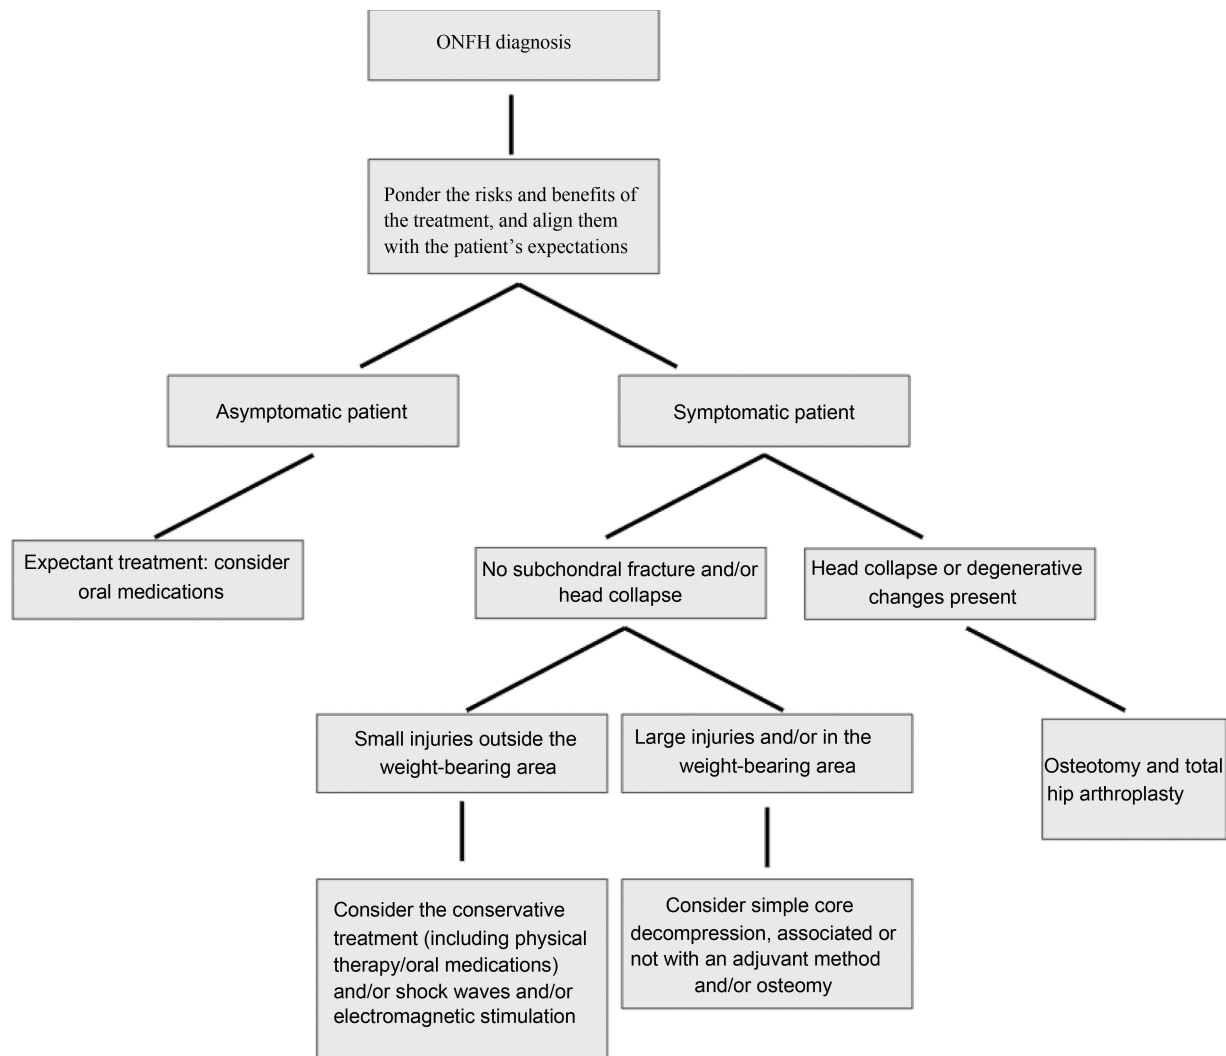 ONFH diagnosis
Ponder the risks and benefits of
the treatment, and align them
with the patient’s expectations
Asymptomatic patient
Symptomatic patient
Expectant treatment: consider
oral medications
No subchondral fracture and/or
head collapse
Head collapse or degenerative
changes present
Small injuries outside the
weight-bearing area
Large injuries and/or in the
weight-bearing area
Osteotomy and total
hip arthroplasty
Consider the conservative
treatment (including physical
therapy/oral medications)
and/or shock waves and/or
electromagnetic stimulation
Consider simple core
decompression, associated or
not with an adjuvant method
and/or osteomy